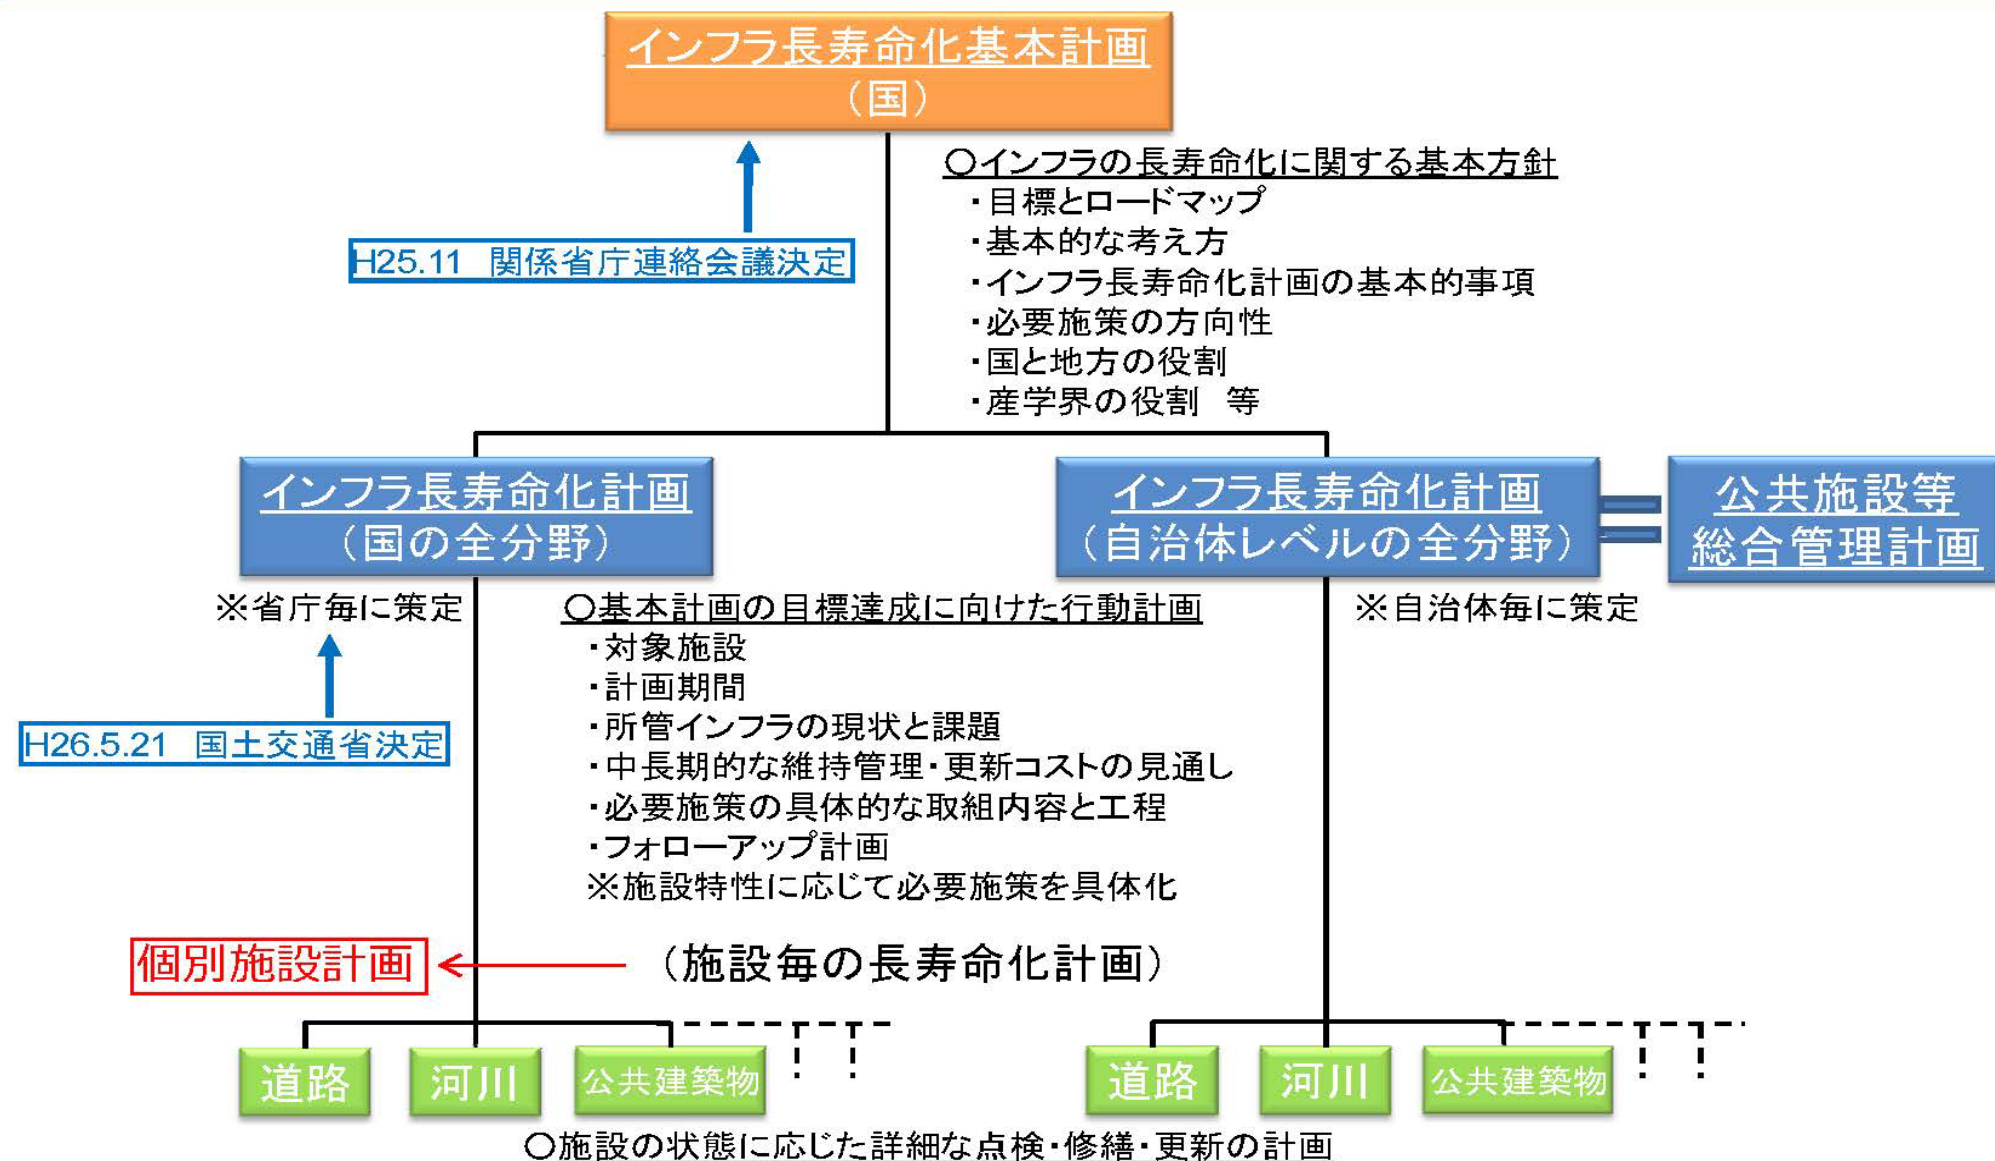 インフラ長寿命化基本計画
（国）
○インフラの長寿命化に関する基本方針
・目標とロードマップ
・基本的な考え方
・インフラ長寿命化計画の基本的事項
・必要施策の方向性
・国と地方の役割
・産学界の役割　等
H25.11　関係省庁連絡会議決定
インフラ長寿命化計画
（国の全分野）
インフラ長寿命化計画
（自治体レベルの全分野）
公共施設等
総合管理計画
※省庁毎に策定
H26.5.21　国土交通省決定
○基本計画の目標達成に向けた行動計画
・対象施設
・計画期間
・所管インフラの現状と課題
・中長期的な維持管理・更新コストの見通し
・必要施策の具体的な取組内容と工程
・フォローアップ計画
※施設特性に応じて必要施策を具体化
※自治体毎に策定
個別施設計画
（施設毎の長寿命化計画）
道路
河川
公共建築物
道路
河川
公共建築物
○施設の状態に応じた詳細な点検・修繕・更新の計画